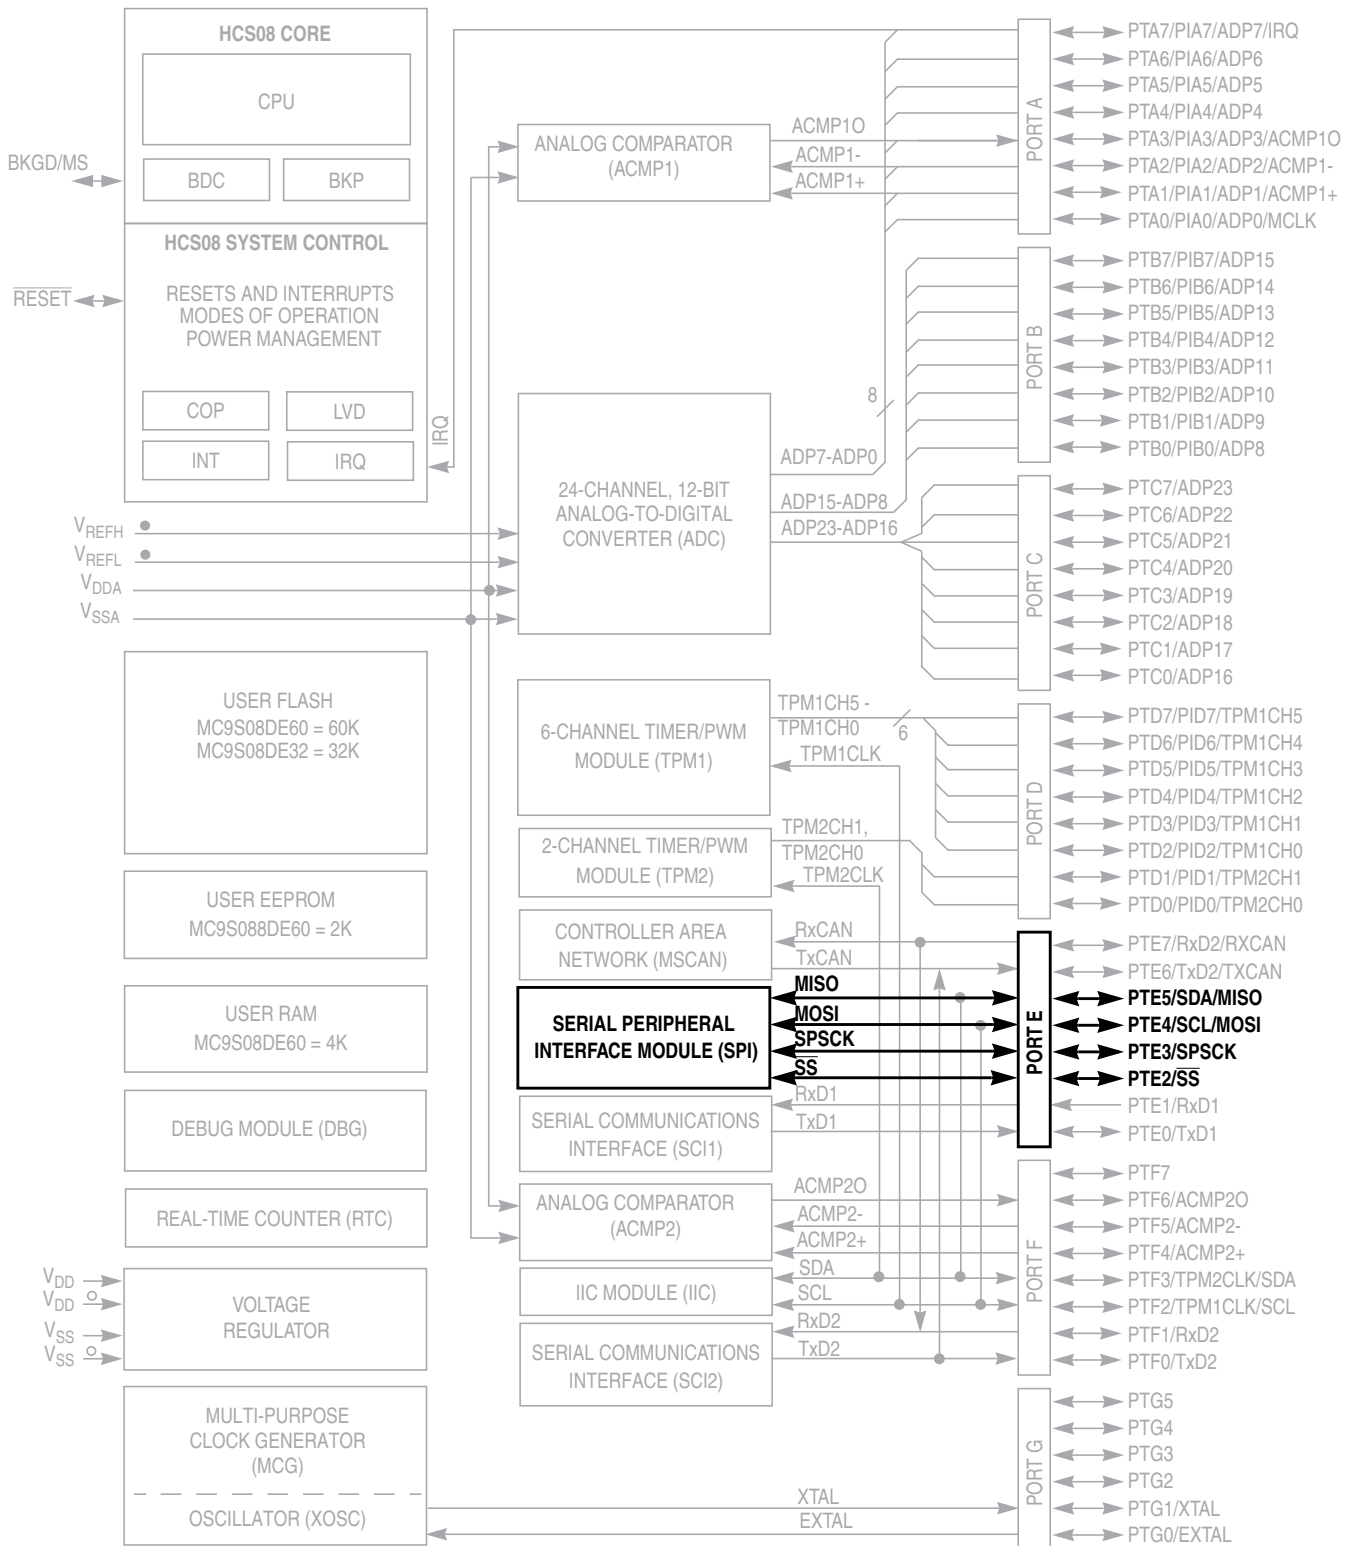 HCS08 CORE
CPU
BDC
BKP
BKGD/MS
HCS08 SYSTEM CONTROL
RESETS AND INTERRUPTS
MODES OF OPERATION
POWER MANAGEMENT
RESET
COP
LVD
INT
IRQ
IRQ
VREFH
VREFL
VDDA
VSSA
USER FLASH
MC9S08DE60 = 60K
MC9S08DE32 = 32K
USER EEPROM
MC9S088DE60 = 2K
USER RAM
MC9S08DE60 = 4K
DEBUG MODULE (DBG)
REAL-TIME COUNTER (RTC)
VDD
VDD
VSS
VSS
VOLTAGE
REGULATOR
MULTI-PURPOSE
CLOCK GENERATOR
(MCG)
OSCILLATOR (XOSC)
ANALOG COMPARATOR
(ACMP1)
ACMP1O
ACMP1-
ACMP1+
24-CHANNEL, 12-BIT
ANALOG-TO-DIGITAL
CONVERTER (ADC)
8
ADP7-ADP0
ADP15-ADP8
ADP23-ADP16
6-CHANNEL TIMER/PWM
MODULE (TPM1)
TPM1CH5 -
TPM1CH0
6
TPM1CLK
2-CHANNEL TIMER/PWM
MODULE (TPM2)
TPM2CH1,
TPM2CH0
TPM2CLK
CONTROLLER AREA
NETWORK (MSCAN)
RxCAN
TxCAN
SERIAL PERIPHERAL
INTERFACE MODULE (SPI)
MISO
MOSI
SPSCK
SS
SERIAL COMMUNICATIONS
INTERFACE (SCI1)
RxD1
TxD1
ANALOG COMPARATOR
(ACMP2)
ACMP2O
ACMP2-
ACMP2+
IIC MODULE (IIC)
SDA
SCL
SERIAL COMMUNICATIONS
INTERFACE (SCI2)
RxD2
TxD2
XTAL
EXTAL
PORT A
PTA7/PIA7/ADP7/IRQ
PTA6/PIA6/ADP6
PTA5/PIA5/ADP5
PTA4/PIA4/ADP4
PTA3/PIA3/ADP3/ACMP1O
PTA2/PIA2/ADP2/ACMP1-
PTA1/PIA1/ADP1/ACMP1+
PTA0/PIA0/ADP0/MCLK
PORT B
PTB7/PIB7/ADP15
PTB6/PIB6/ADP14
PTB5/PIB5/ADP13
PTB4/PIB4/ADP12
PTB3/PIB3/ADP11
PTB2/PIB2/ADP10
PTB1/PIB1/ADP9
PTB0/PIB0/ADP8
PORT C
PTC7/ADP23
PTC6/ADP22
PTC5/ADP21
PTC4/ADP20
PTC3/ADP19
PTC2/ADP18
PTC1/ADP17
PTC0/ADP16
PORT D
PTD7/PID7/TPM1CH5
PTD6/PID6/TPM1CH4
PTD5/PID5/TPM1CH3
PTD4/PID4/TPM1CH2
PTD3/PID3/TPM1CH1
PTD2/PID2/TPM1CH0
PTD1/PID1/TPM2CH1
PTD0/PID0/TPM2CH0
PORT E
PTE7/RxD2/RXCAN
PTE6/TxD2/TXCAN
PTE5/SDA/MISO
PTE4/SCL/MOSI
PTE3/SPSCK
PTE2/SS
PTE1/RxD1
PTE0/TxD1
PORT F
PTF7
PTF6/ACMP2O
PTF5/ACMP2-
PTF4/ACMP2+
PTF3/TPM2CLK/SDA
PTF2/TPM1CLK/SCL
PTF1/RxD2
PTF0/TxD2
PORT G
PTG5
PTG4
PTG3
PTG2
PTG1/XTAL
PTG0/EXTAL